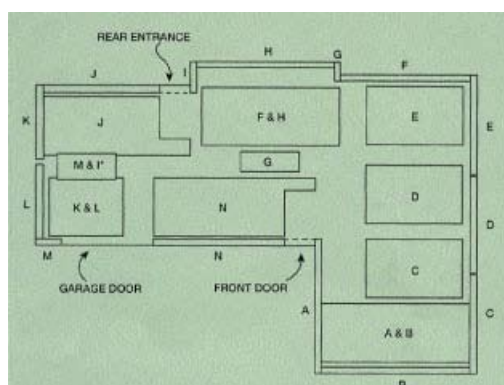 REAR ENTRANCE
H
G
J
I
F
K
J
F & H
E
E
M & I"
G
L
K & L
N
D
D
M
N
GARAGE DOOR
FRONT DOOR
A
C
C
A & B